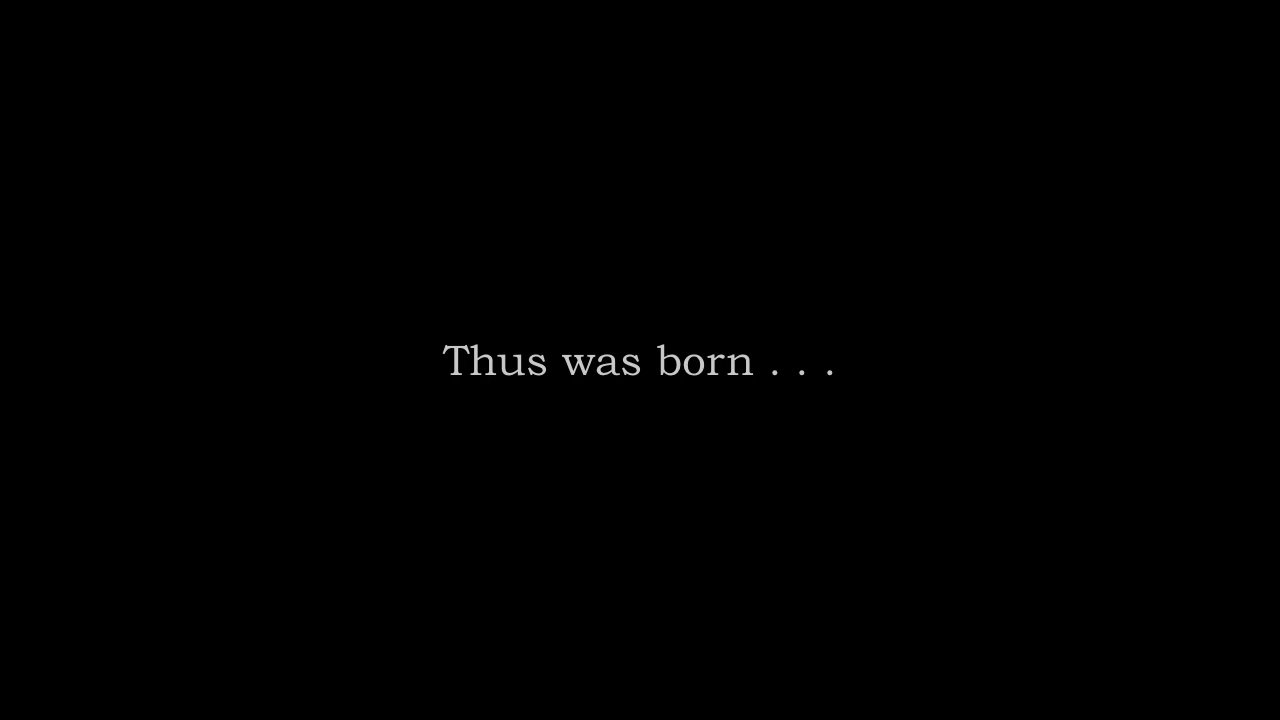 Thus was born . . .